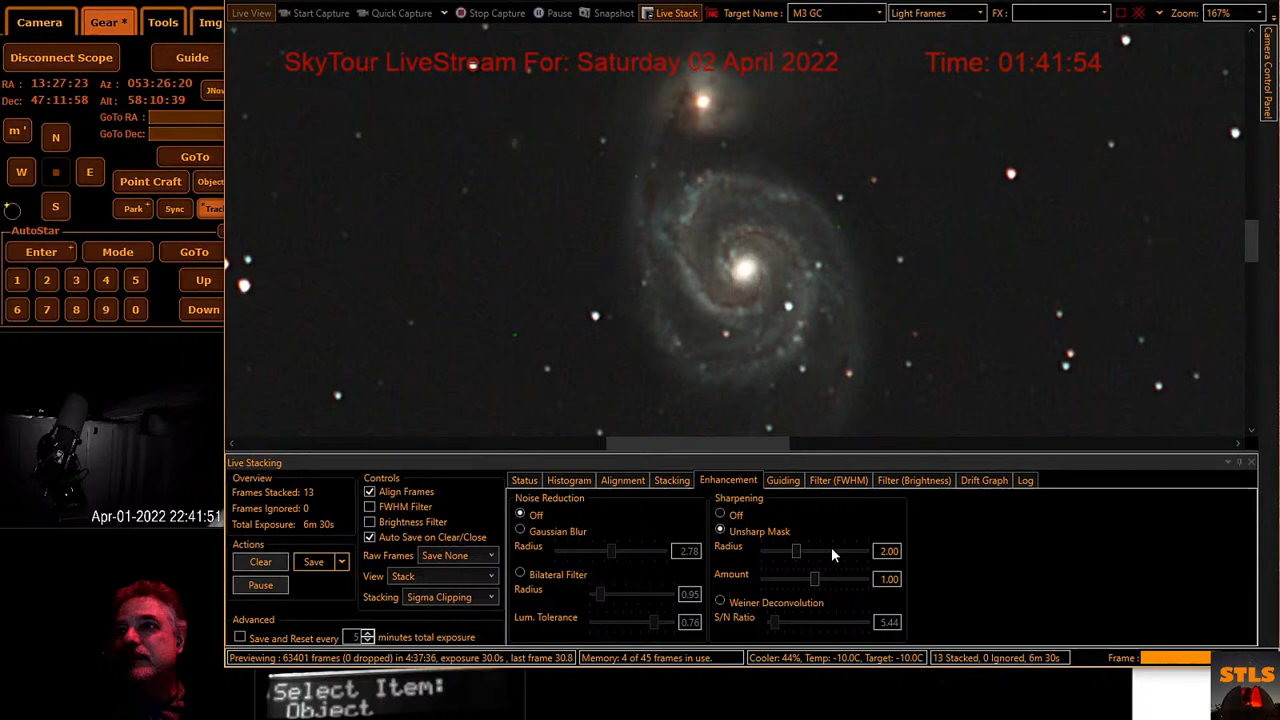 Camera Gear * Tools Img
Live View Start Capture Quick Capture Stop Capture Pause Snapshot Live Stack Target Name : M3 GC Light Frames FX : Zoom: 167%
Disconnect Scope Guide
RA : 13:27:23 Az : 053:26:20
Dec: 47:11:58 Alt : 58:10:39 JNov
GoTo RA :
GoTo Dec:
m '
N
GoTo
W E
Point Craft Object
S
Park + Sync Trac
AutoStar
Enter + Mode GoTo
1 2 3 4 5 Up
6 7 8 9 0 Down
SkyTour LiveStream For: Saturday 02 April 2022 Time: 01:41:54
Camera Control Panel
Apr-01-2022 22:41:51
Live Stacking
Overview
Frames Stacked: 13
Frames Ignored: 0
Total Exposure: 6m 30s
Actions
Clear Save
Pause
Advanced
Save and Reset every 5 minutes total exposure
Controls
Align Frames
FWHM Filter
Brightness Filter
Auto Save on Clear/Close
Raw Frames Save None
View Stack
Stacking Sigma Clipping
Status Histogram Alignment Stacking Enhancement Guiding Filter (FWHM) Filter (Brightness) Drift Graph Log
Noise Reduction
Off
Gaussian Blur
Radius 2.78
Bilateral Filter
Radius 0.95
Lum. Tolerance 0.76
Sharpening
Off
Unsharp Mask
Radius 2.00
Amount 1.00
Weiner Deconvolution
S/N Ratio 5.44
Previewing : 63401 frames (0 dropped) in 4:37:36, exposure 30.0s , last frame 30.8 Memory: 4 of 45 frames in use. Cooler: 44%, Temp: -10.0C, Target: -10.0C 13 Stacked, 0 Ignored, 6m 30s Frame :
Select Item:
Object
STLS